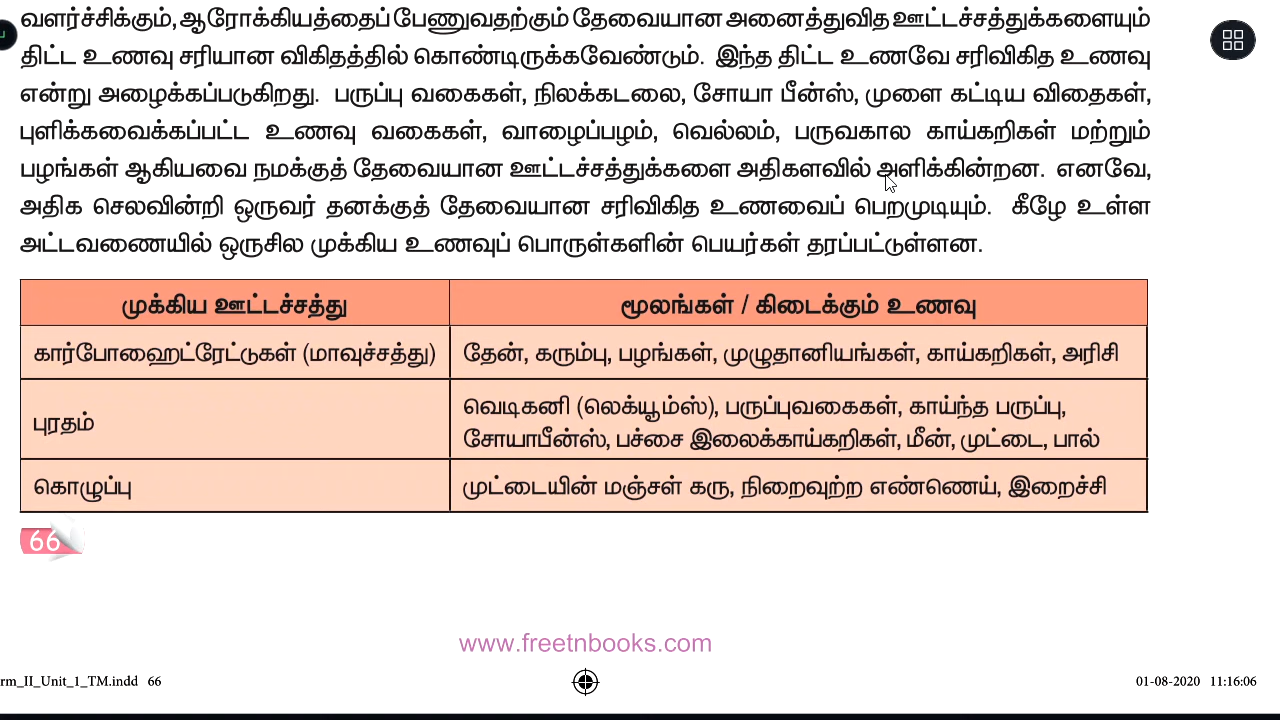 வளர்ச்சிக்கும், ஆரோக்கியத்தைப் பேணுவதற்கும் தேவையான அனைத்துவித ஊட்டச்சத்துக்களையும்
திட்ட உணவு சரியான விகிதத்தில் கொண்டிருக்கவேண்டும். இந்த திட்ட உணவே சரிவிகித உணவு
என்று அழைக்கப்படுகிறது. பருப்பு வகைகள், நிலக்கடலை, சோயா பீன்ஸ், முளை கட்டிய விதைகள்,
புளிக்கவைக்கப்பட்ட உணவு வகைகள், வாழைப்பழம், வெல்லம், பருவகால காய்கறிகள் மற்றும்
பழங்கள் ஆகியவை நமக்குத் தேவையான ஊட்டச்சத்துக்களை அதிகளவில் அளிக்கின்றன. எனவே,
அதிக செலவின்றி ஒருவர் தனக்குத் தேவையான சரிவிகித உணவைப் பெறமுடியும். கீழே உள்ள
அட்டவணையில் ஒருசில முக்கிய உணவுப் பொருள்களின் பெயர்கள் தரப்பட்டுள்ளன.
முக்கிய ஊட்டச்சத்து மூலங்கள் / கிடைக்கும் உணவு
கார்போஹைட்ரேட்டுகள் (மாவுச்சத்து) தேன், கரும்பு, பழங்கள், முழுதானியங்கள், காய்கறிகள், அரிசி
புரதம் வெடிகனி (லெக்யூம்ஸ்), பருப்புவகைகள், காய்ந்த பருப்பு,
சோயாபீன்ஸ், பச்சை இலைக்காய்கறிகள், மீன், முட்டை, பால்
கொழுப்பு முட்டையின் மஞ்சள் கரு, நிறைவுற்ற எண்ணெய், இறைச்சி
66
www.freetnbooks.com
rm_II_Unit_1_TM.indd 66 01-08-2020 11:16:06